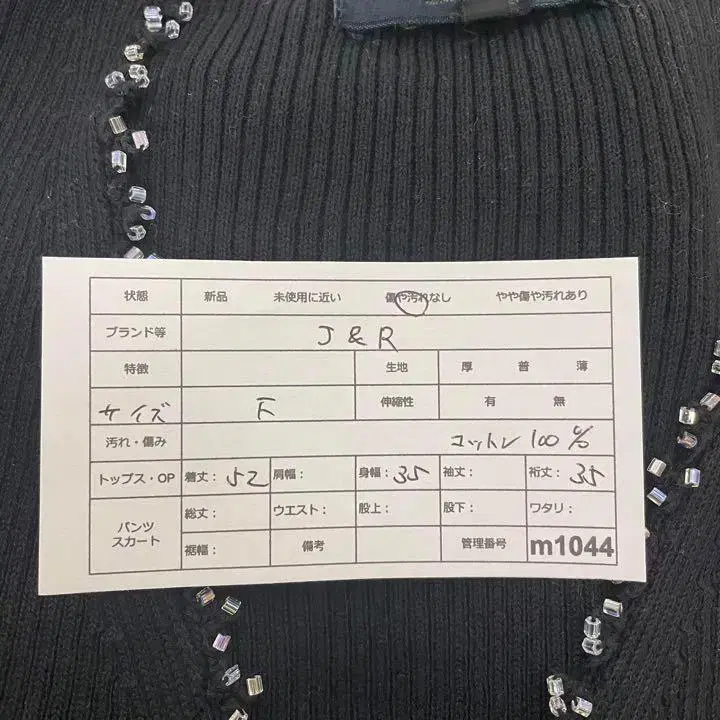 状態 新品 未使用に近い 傷や汚れなし やや傷や汚れあり
ブランド等 J & R
特徴 生地 厚 普 薄
サイズ F 伸縮性 有 無
汚れ・傷み コットン 100%
トップス・OP 着丈: 52 肩幅: 身幅: 35 袖丈: 裄丈: 35
パンツ スカート 総丈: ウエスト: 股上: 股下: ワタリ:
裾幅: 備考 管理番号 m1044